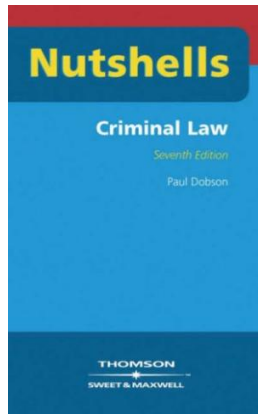 Nutshells
Criminal Law
Seventh Edition
Paul Dobson
THOMSON
SWEET & MAXWELL